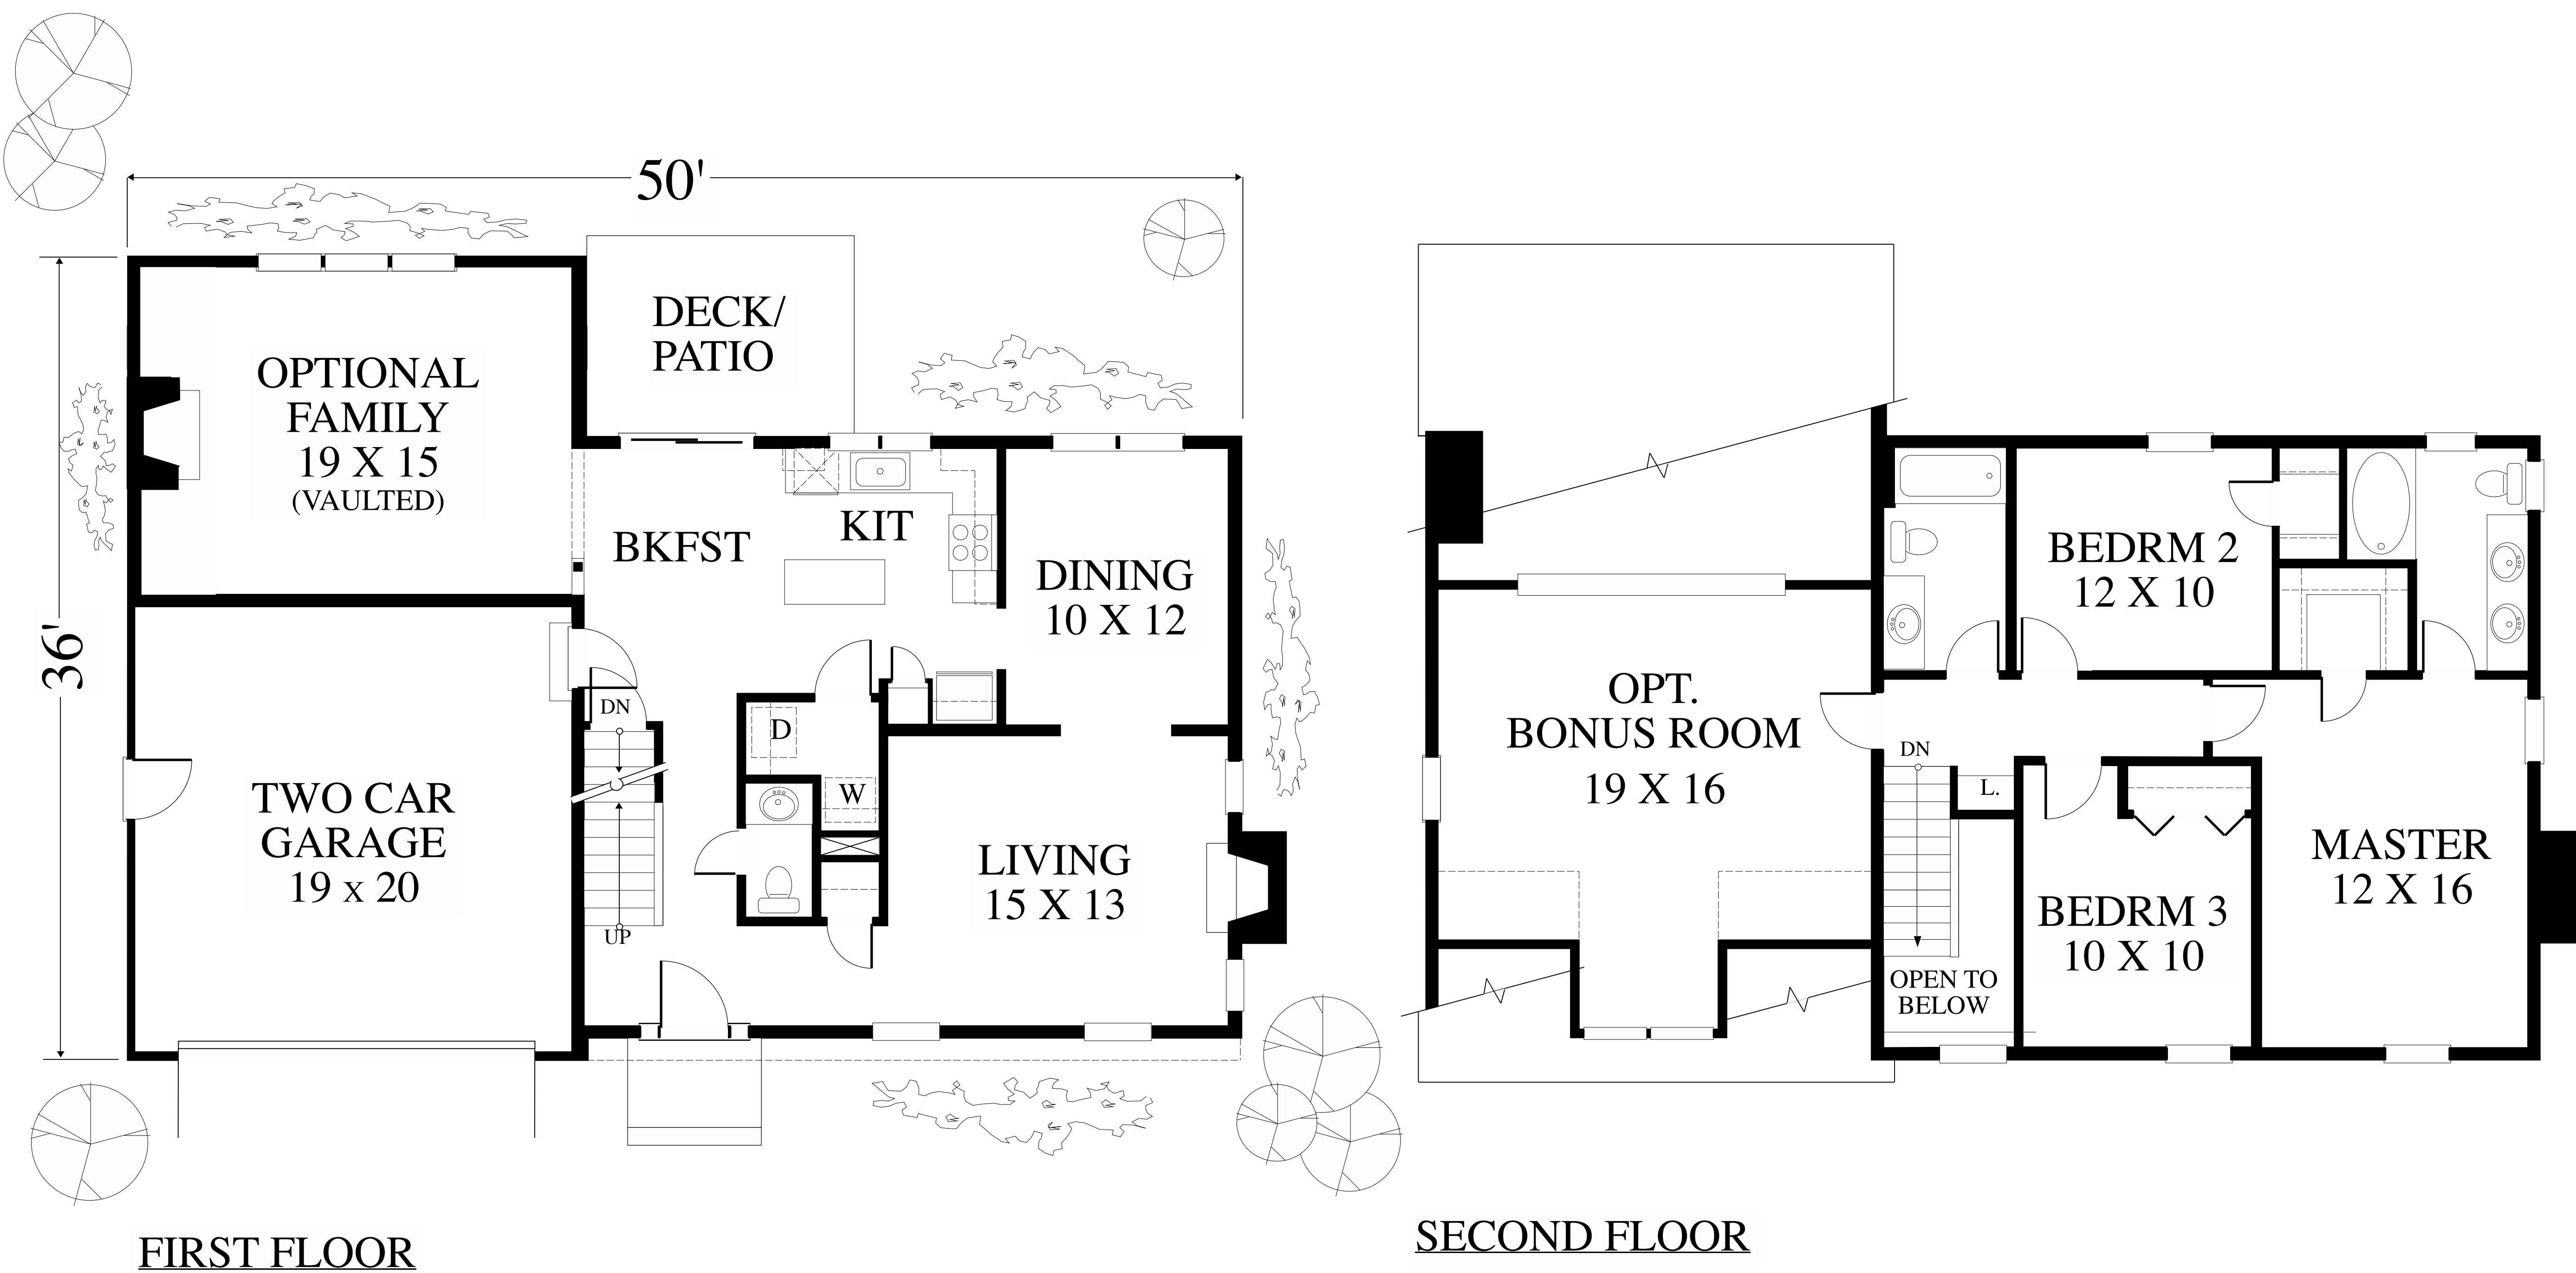 50'
36'
DECK/
PATIO
OPTIONAL
FAMILY
19 X 15
(VAULTED)
BKFST
KIT
DINING
10 X 12
DN
D
W
TWO CAR
GARAGE
19 X 20
UP
LIVING
15 X 13
FIRST FLOOR
BEDRM 2
12 X 10
OPT.
BONUS ROOM
19 X 16
DN
L.
MASTER
12 X 16
BEDRM 3
10 X 10
OPEN TO
BELOW
SECOND FLOOR